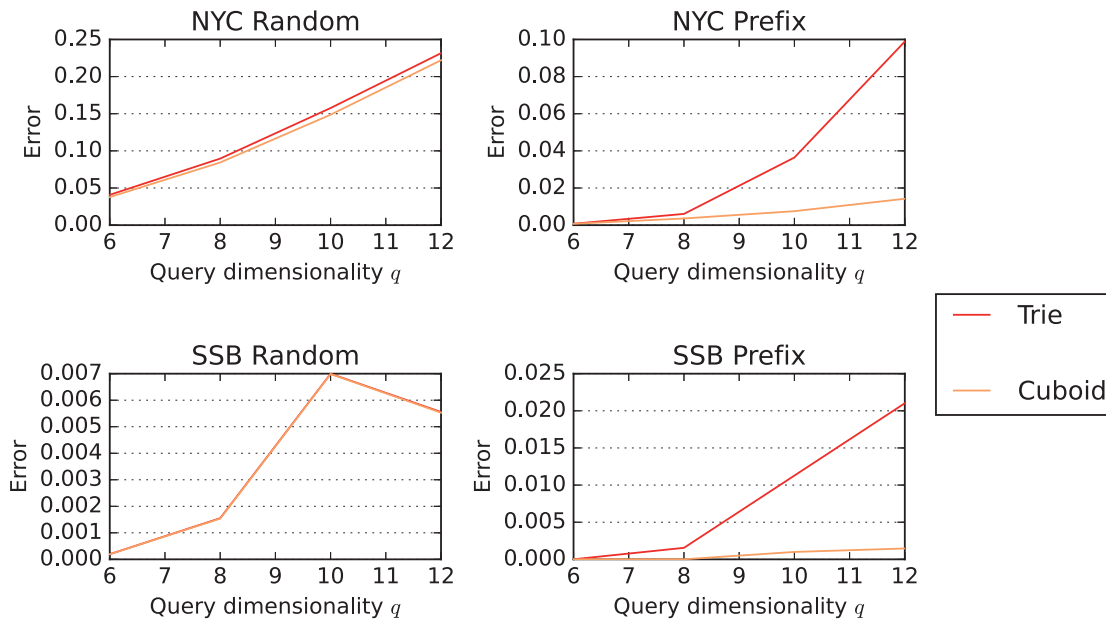 NYC Random
0.25
0.20
0.15
0.10
0.05
0.00
Error
6 7 8 9 10 11 12
Query dimensionality q
NYC Prefix
0.10
0.08
0.06
0.04
0.02
0.00
Error
6 7 8 9 10 11 12
Query dimensionality q
SSB Random
0.007
0.006
0.005
0.004
0.003
0.002
0.001
0.000
Error
6 7 8 9 10 11 12
Query dimensionality q
SSB Prefix
0.025
0.020
0.015
0.010
0.005
0.000
Error
6 7 8 9 10 11 12
Query dimensionality q
Trie
Cuboid